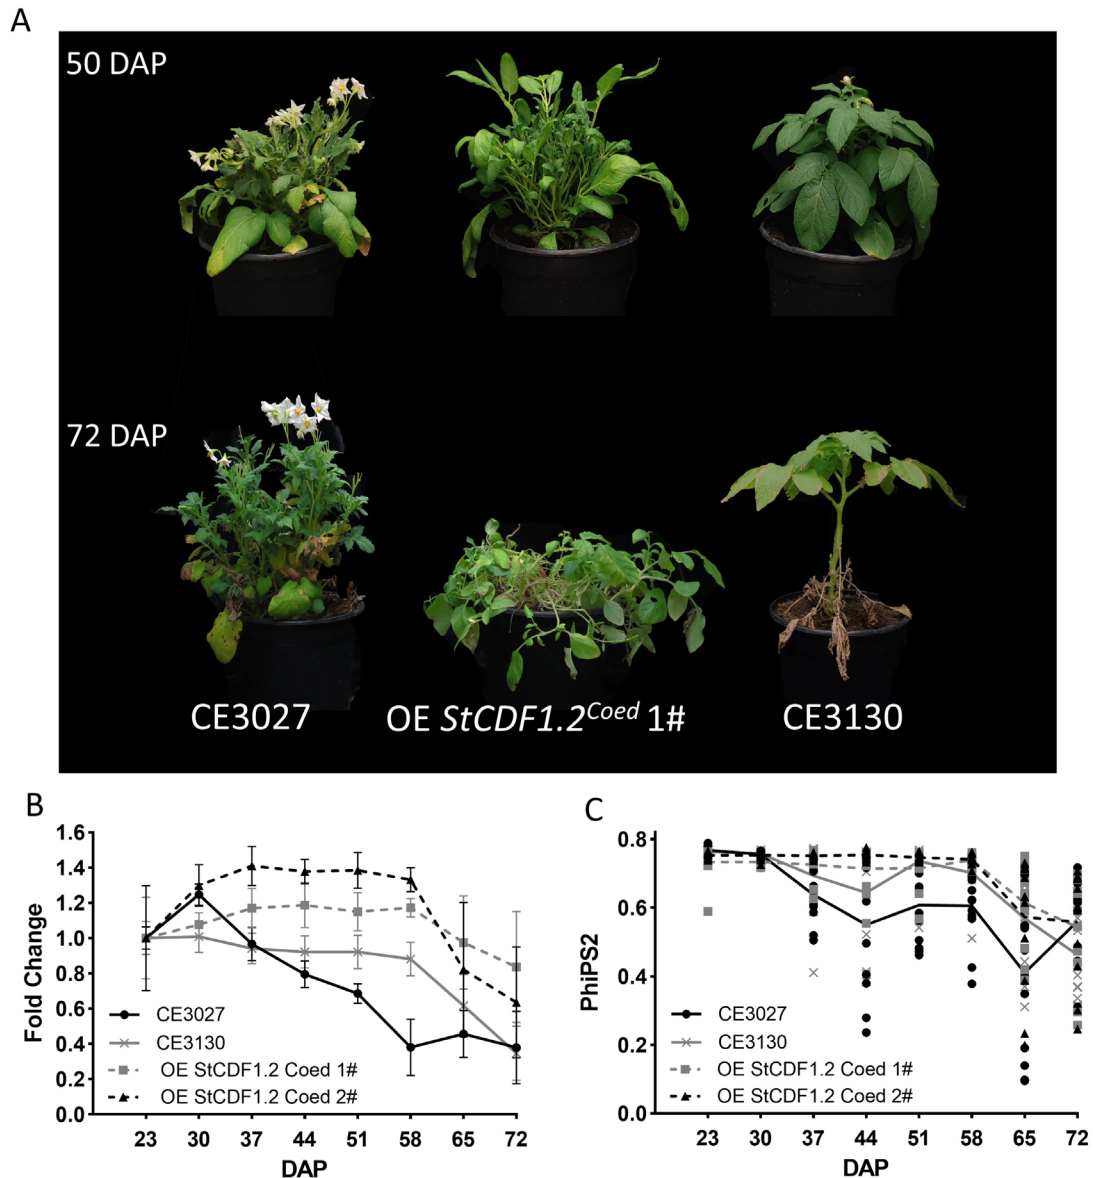 A
50 DAP
72 DAP
CE3027
OE StCDF1.2^Coed 1#
CE3130
B
1.6
1.4
1.2
1.0
0.8
0.6
0.4
0.2
0.0
Fold Change
CE3027
CE3130
OE StCDF1.2 Coed 1#
OE StCDF1.2 Coed 2#
23 30 37 44 51 58 65 72
DAP
C
0.8
0.6
0.4
0.2
0.0
PhiPS2
CE3027
CE3130
OE StCDF1.2 Coed 1#
OE StCDF1.2 Coed 2#
23 30 37 44 51 58 65 72
DAP